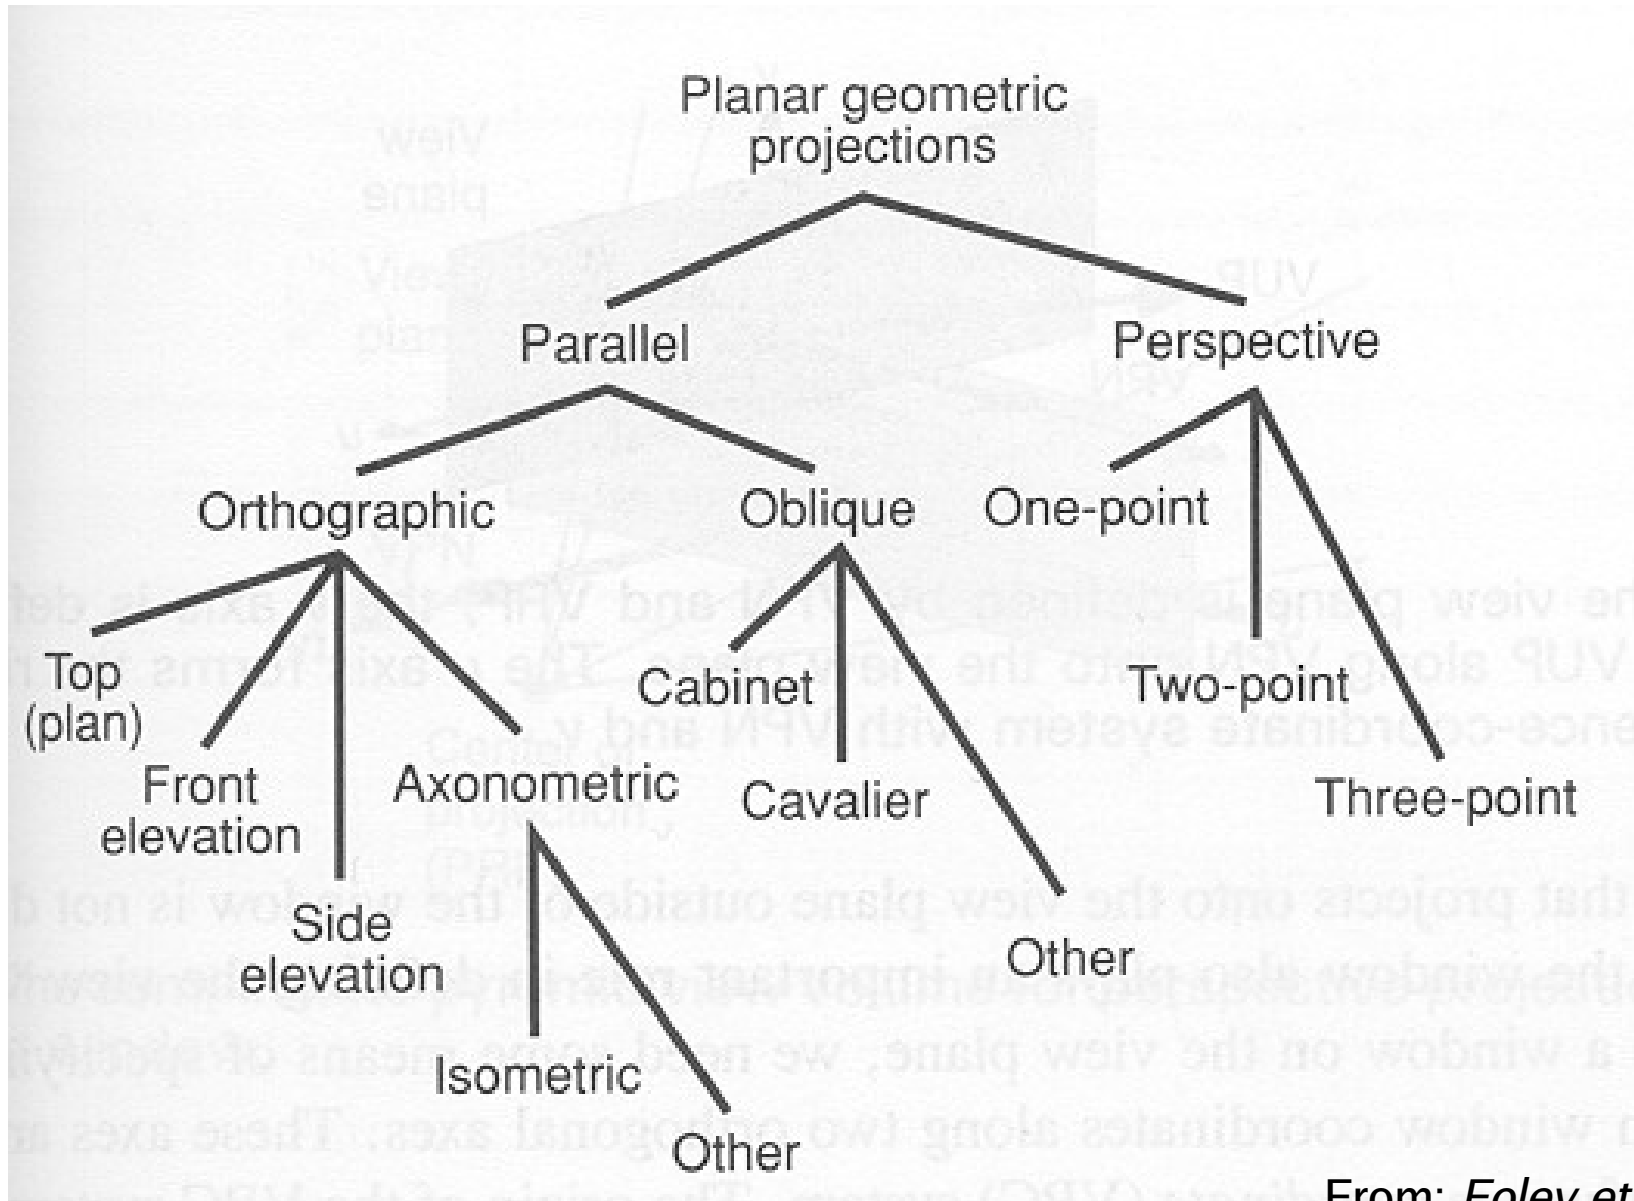 Planar geometric
projections
Parallel
Perspective
Orthographic
Oblique
One-point
Top
(plan)
Cabinet
Two-point
Front
elevation
Axonometric
Cavalier
Three-point
Side
elevation
Other
Isometric
Other
From: Foley et